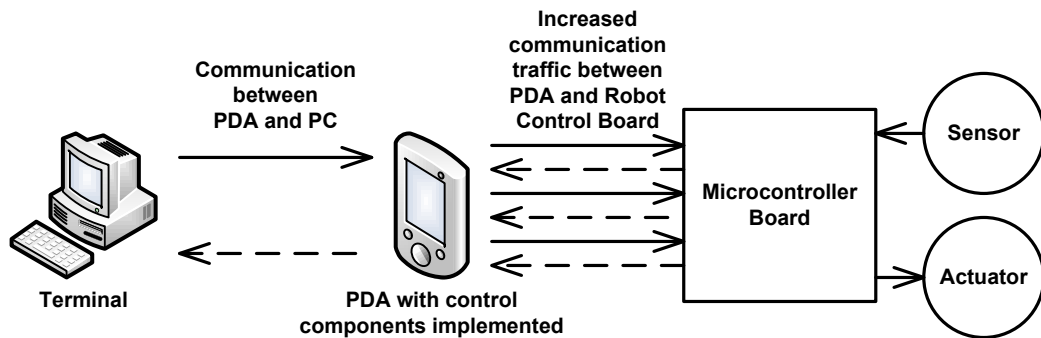 Increased
communication
traffic between
PDA and Robot
Control Board
Communication
between
PDA and PC
Sensor
Microcontroller
Board
Actuator
Terminal
PDA with control
components implemented